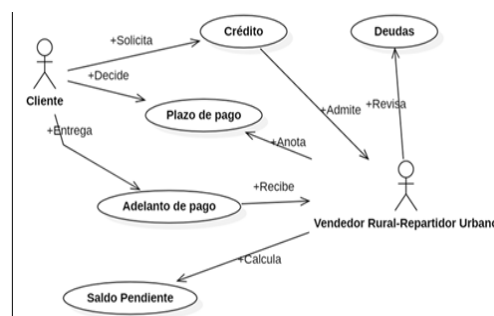 Crédito
Deudas
+Solicita
+Decide
Cliente
+Admite
+Revisa
Plazo de pago
+Entrega
+Anota
+Recibe
Adelanto de pago
Vendedor Rural-Repartidor Urbano
+Calcula
Saldo Pendiente